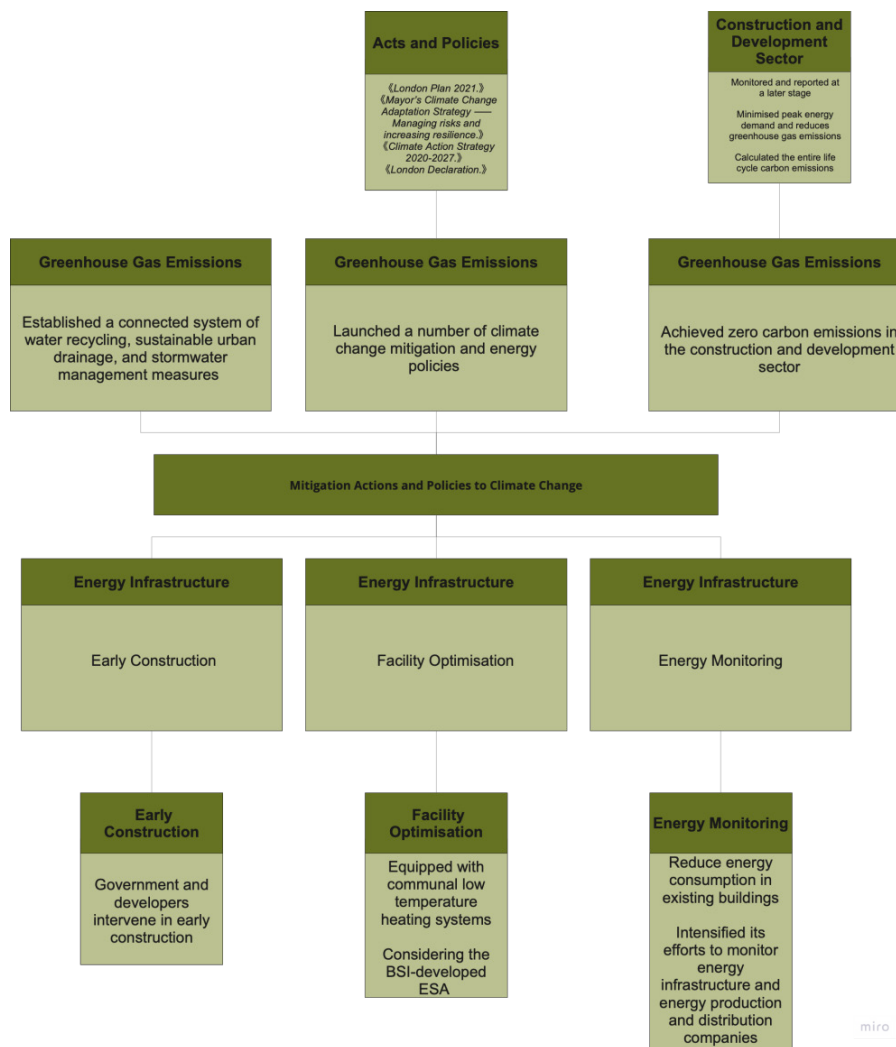 Acts and Policies
《London Plan 2021.》
《Mayor's Climate Change
Adaptation Strategy ——
Managing risks and
increasing resilience.》
《Climate Action Strategy
2020-2027.》
《London Declaration.》
Construction and
Development
Sector
Monitored and reported at
a later stage
Minimised peak energy
demand and reduces
greenhouse gas emissions
Calculated the entire life
cycle carbon emissions
Greenhouse Gas Emissions
Established a connected system of
water recycling, sustainable urban
drainage, and stormwater
management measures
Greenhouse Gas Emissions
Launched a number of climate
change mitigation and energy
policies
Greenhouse Gas Emissions
Achieved zero carbon emissions in
the construction and development
sector
Mitigation Actions and Policies to Climate Change
Energy Infrastructure
Early Construction
Energy Infrastructure
Facility Optimisation
Energy Infrastructure
Energy Monitoring
Early
Construction
Government and
developers
intervene in early
construction
Facility
Optimisation
Equipped with
communal low
temperature
heating systems
Considering the
BSI-developed
ESA
Energy Monitoring
Reduce energy
consumption in
existing buildings
Intensified its
efforts to monitor
energy
infrastructure and
energy production
and distribution
companies
miro